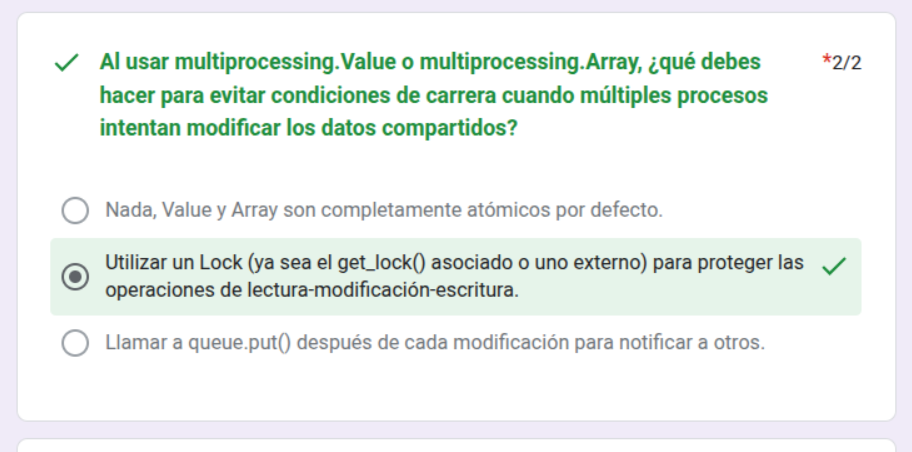 Al usar multiprocessing.Value o multiprocessing.Array, ¿qué debes
*2/2
hacer para evitar condiciones de carrera cuando múltiples procesos
intentan modificar los datos compartidos?
Nada, Value y Array son completamente atómicos por defecto.
Utilizar un Lock (ya sea el get_lock() asociado o uno externo) para proteger las
operaciones de lectura-modificación-escritura.
Llamar a queue.put() después de cada modificación para notificar a otros.